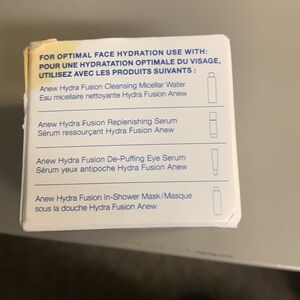 FOR OPTIMAL FACE HYDRATION USE WITH:
POUR UNE HYDRATATION OPTIMALE DU VISAGE,
UTILISEZ AVEC LES PRODUITS SUIVANTS :
Anew Hydra Fusion Cleansing Micellar Water
Eau micellaire nettoyante Hydra Fusion Anew
Anew Hydra Fusion Replenishing Serum
Sérum ressourçant Hydra Fusion Anew
Anew Hydra Fusion De-Puffing Eye Serum
Sérum yeux antipoche Hydra Fusion Anew
Anew Hydra Fusion In-Shower Mask/Masque
sous la douche Hydra Fusion Anew